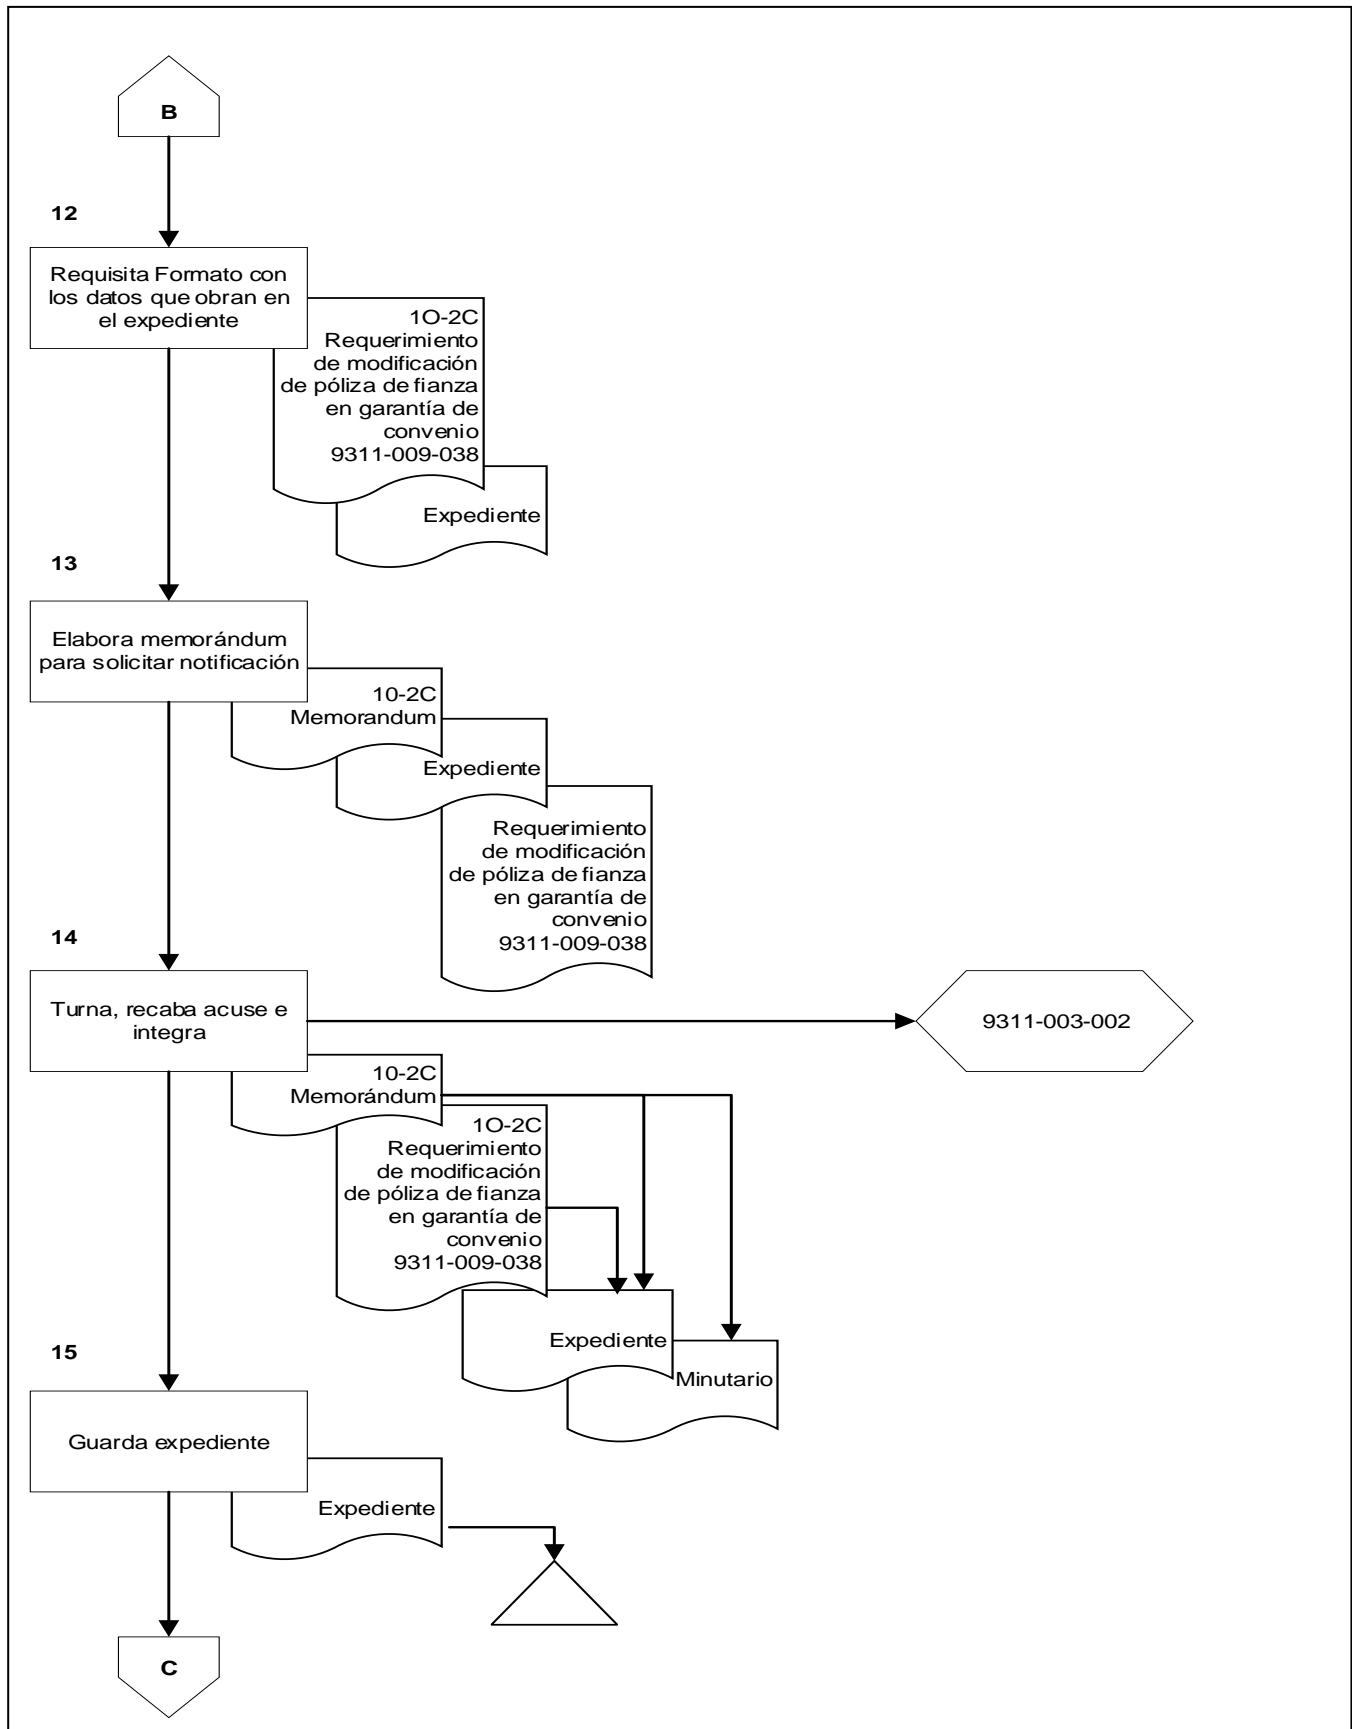 B
12
Requisita Formato con
los datos que obran en
el expediente
1O-2C
Requerimiento
de modificación
de póliza de fianza
en garantía de
convenio
9311-009-038
Expediente
13
Elabora memorándum
para solicitar notificación
10-2C
Memorandum
Expediente
Requerimiento
de modificación
de póliza de fianza
en garantía de
convenio
9311-009-038
14
Turna, recaba acuse e
integra
9311-003-002
10-2C
Memorándum
1O-2C
Requerimiento
de modificación
de póliza de fianza
en garantía de
convenio
9311-009-038
Expediente
Minutario
15
Guarda expediente
Expediente
C